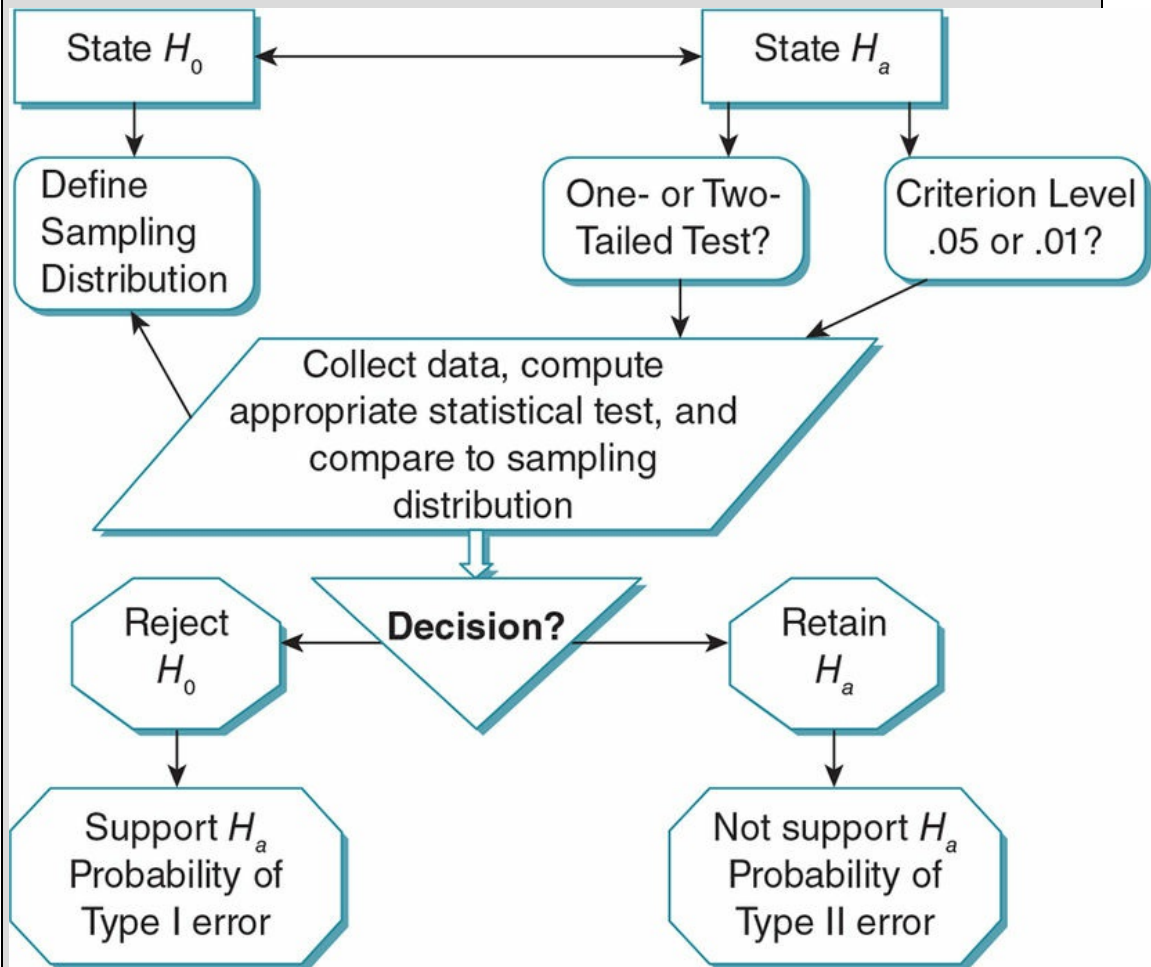 State H₀
State Hₐ
Define
Sampling
Distribution
One- or Two-
Tailed Test?
Criterion Level
.05 or .01?
Collect data, compute
appropriate statistical test, and
compare to sampling
distribution
Decision?
Reject
H₀
Retain
Hₐ
Support Hₐ
Probability of
Type I error
Not support Hₐ
Probability of
Type II error